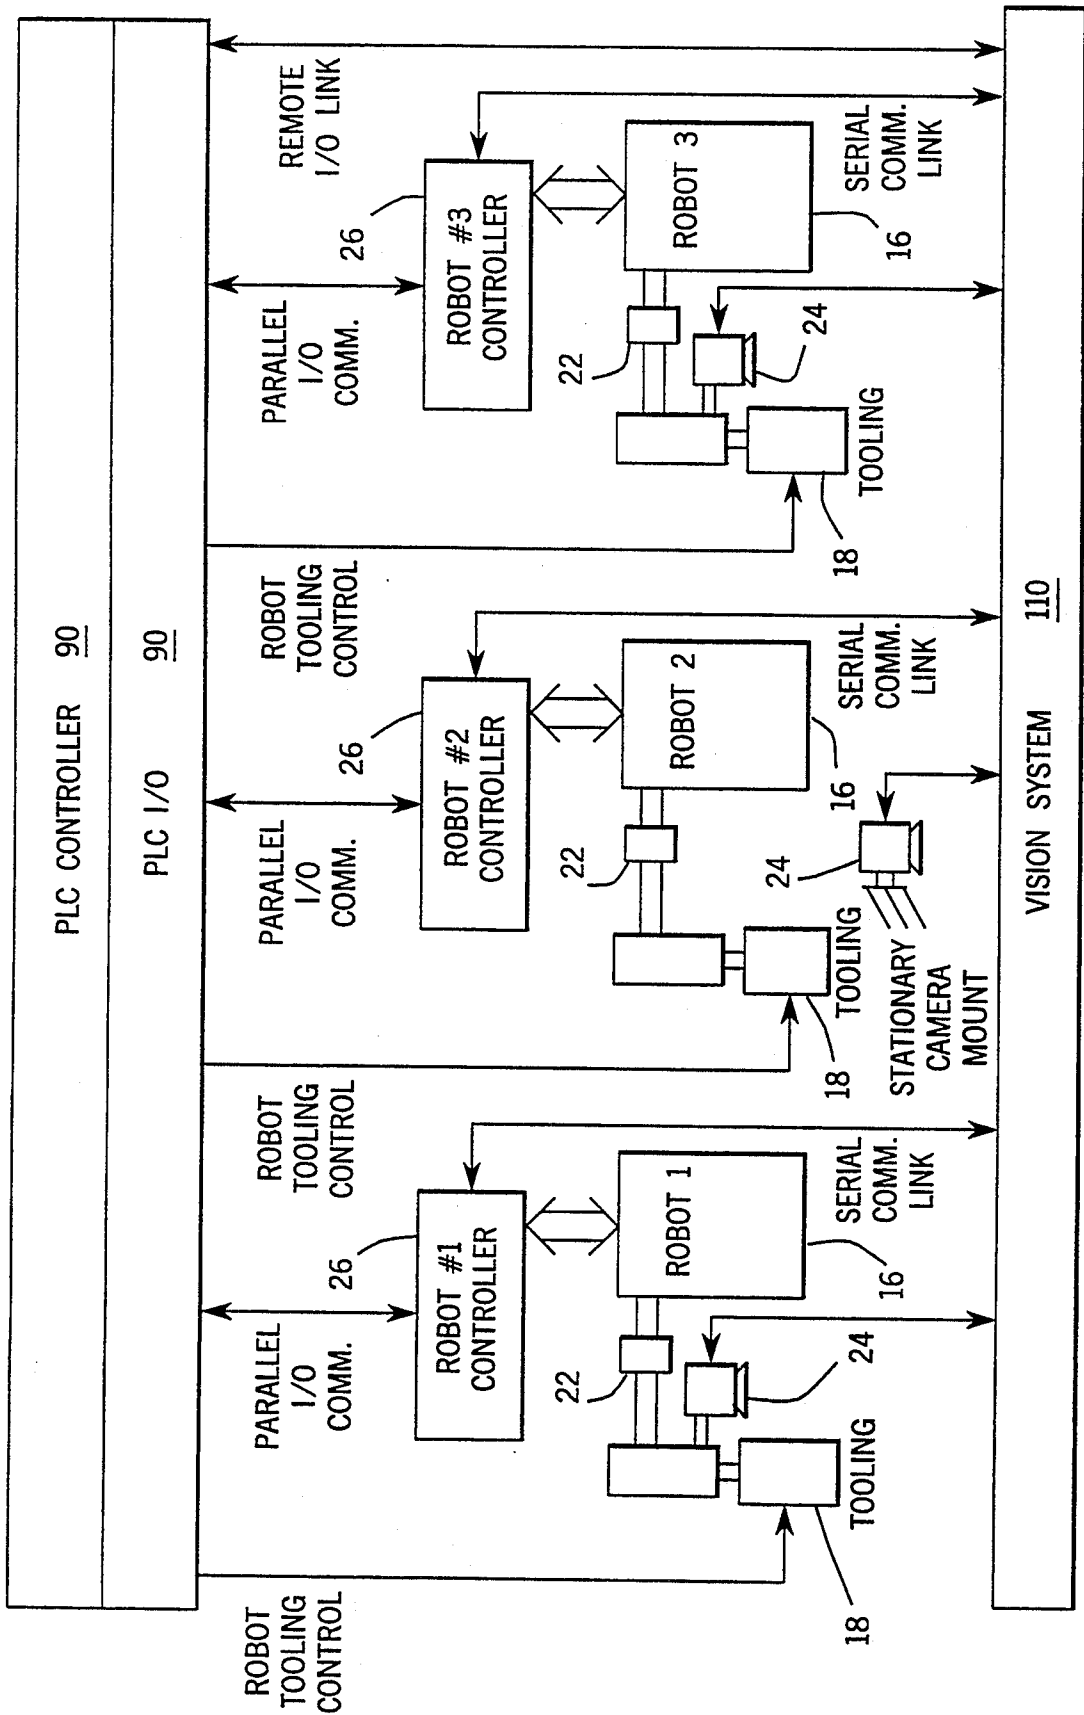 PLC CONTROLLER 90
PLC I/O 90
ROBOT
TOOLING
CONTROL
PARALLEL
I/O
COMM.
26
ROBOT #1
CONTROLLER
22
ROBOT 1
16
24
TOOLING
18
SERIAL
COMM.
LINK
ROBOT
TOOLING
CONTROL
PARALLEL
I/O
COMM.
26
ROBOT #2
CONTROLLER
22
ROBOT 2
16
24
TOOLING
18
STATIONARY
CAMERA
MOUNT
SERIAL
COMM.
LINK
ROBOT
TOOLING
CONTROL
PARALLEL
I/O
COMM.
26
ROBOT #3
CONTROLLER
22
ROBOT 3
16
24
TOOLING
18
SERIAL
COMM.
LINK
REMOTE
I/O LINK
VISION SYSTEM 110